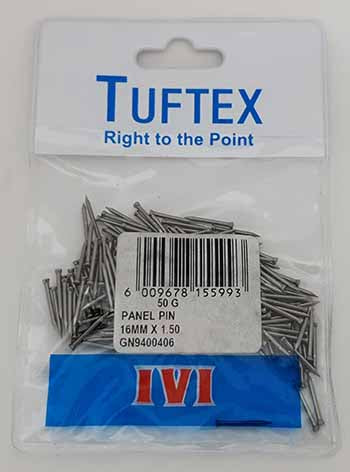 TUFTEX
Right to the Point
6 009678 155993
50 G
PANEL PIN
16MM X 1.50
GN9400406
IVI